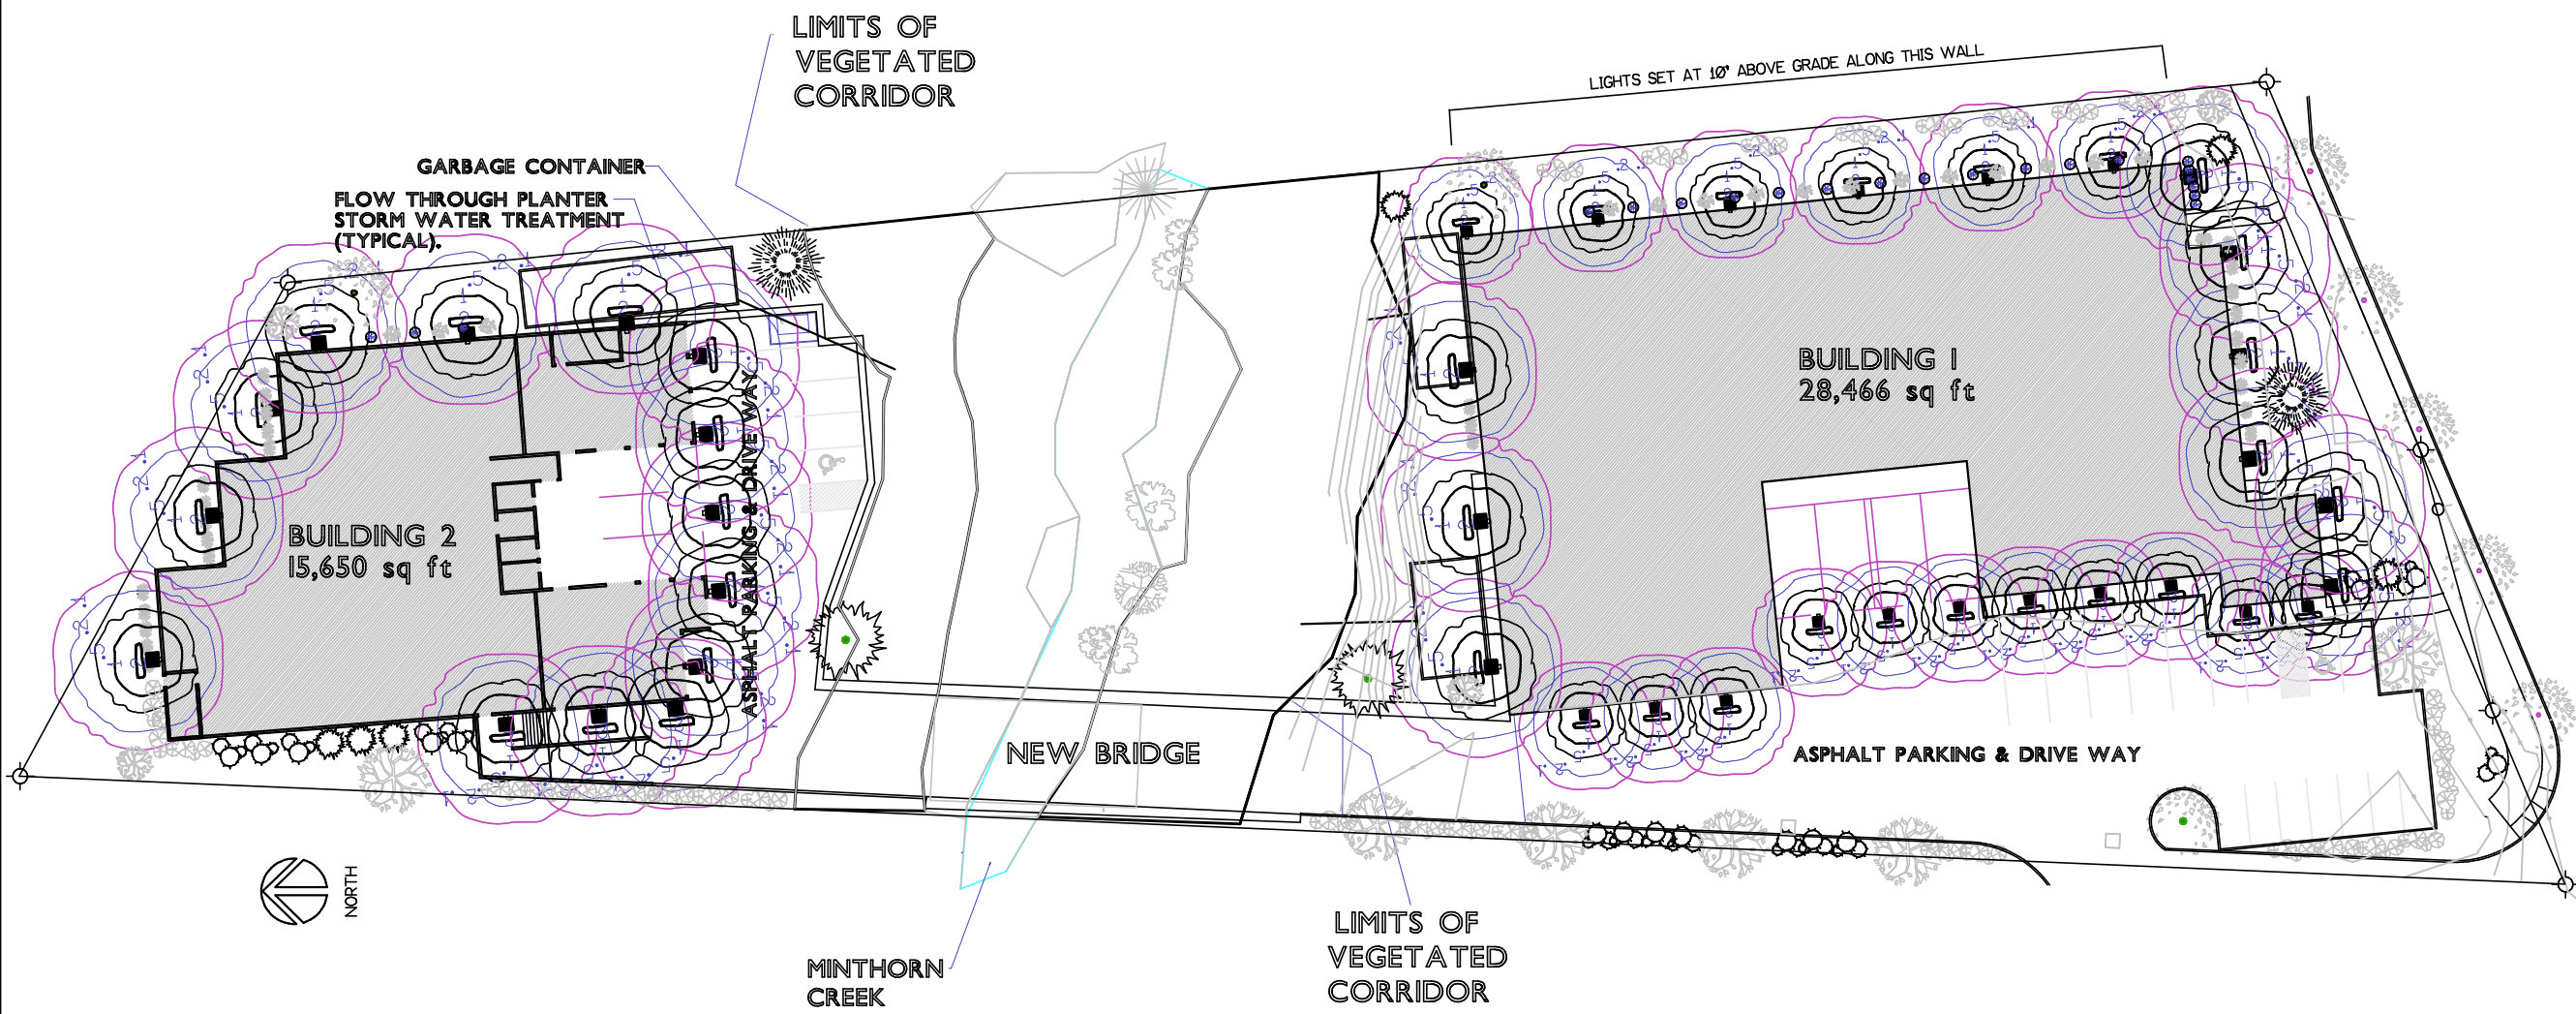 LIMITS OF
VEGETATED
CORRIDOR
LIGHTS SET AT 10' ABOVE GRADE ALONG THIS WALL
GARBAGE CONTAINER
FLOW THROUGH PLANTER
STORM WATER TREATMENT
(TYPICAL).
BUILDING 1
28,466 sq ft
BUILDING 2
15,650 sq ft
ASPHALT PARKING & DRIVE WAY
NEW BRIDGE
ASPHALT PARKING & DRIVE WAY
NORTH
LIMITS OF
VEGETATED
CORRIDOR
MINTHORN
CREEK